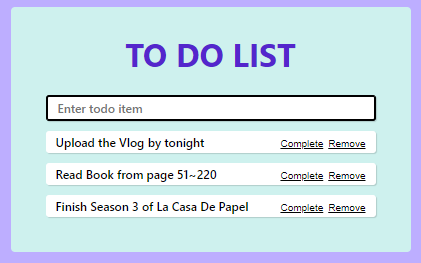 TO DO LIST
Enter todo item
Upload the Vlog by tonight Complete Remove
Read Book from page 51~220 Complete Remove
Finish Season 3 of La Casa De Papel Complete Remove